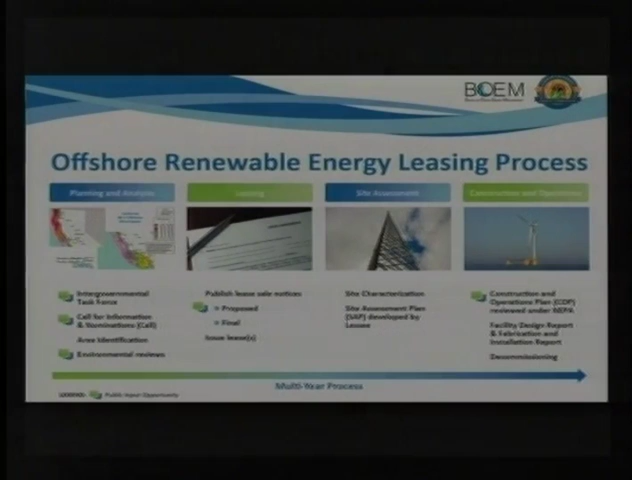 BOEM
Offshore Renewable Energy Leasing Process
Planning and Analysis
Leasing
Site Assessment
Construction and Operations
Intergovernmental
Task Force
Call for Information
& Nominations (Call)
Area Identification
Environmental reviews
Publish lease sale notices
Proposed
Final
Issue lease(s)
Site Characterization
Site Assessment Plan
(SAP) developed by
Lessee
Construction and
Operations Plan (COP)
reviewed under NEPA
Facility Design Report
& Fabrication and
Installation Report
Decommissioning
Multi-Year Process
LEGEND: Public Input Opportunity